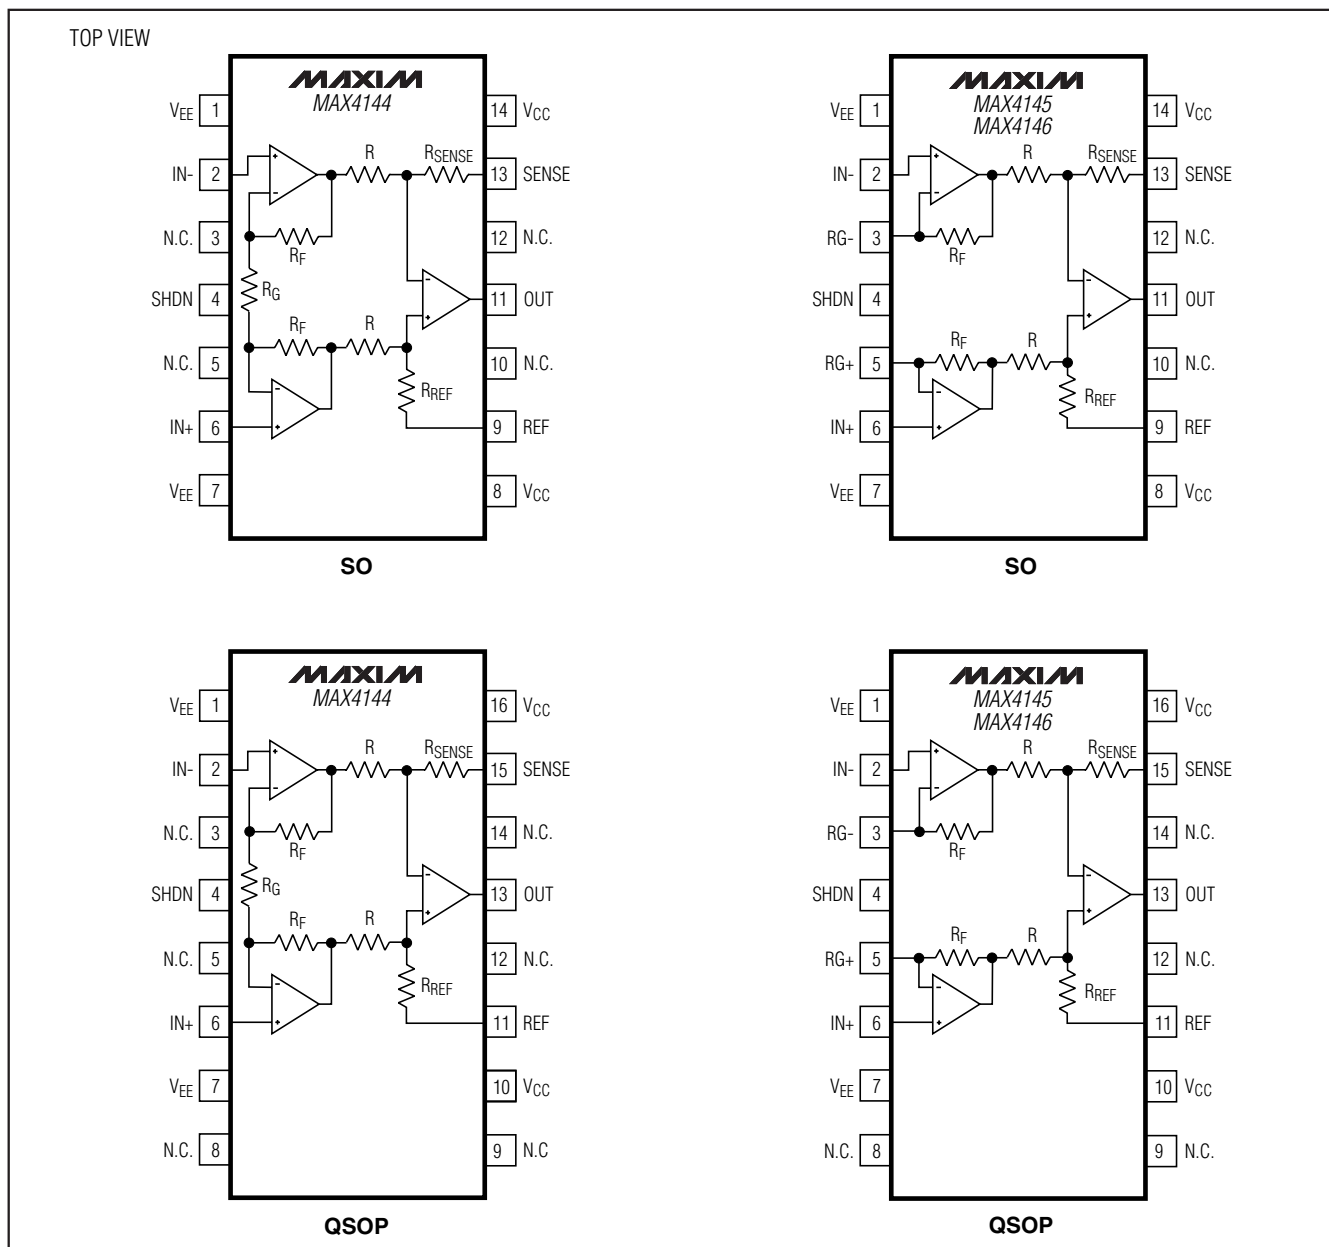 TOP VIEW
MAXIM
MAX4144
VEE 1
14 VCC
R
RSENSE
IN- 2
13 SENSE
N.C. 3
12 N.C.
RF
RG
SHDN 4
11 OUT
RF
R
N.C. 5
10 N.C.
RREF
IN+ 6
9 REF
VEE 7
8 VCC
SO
MAXIM
MAX4145
MAX4146
VEE 1
14 VCC
R
RSENSE
IN- 2
13 SENSE
RG- 3
12 N.C.
RF
SHDN 4
11 OUT
RF
R
RG+ 5
10 N.C.
RREF
IN+ 6
9 REF
VEE 7
8 VCC
SO
MAXIM
MAX4144
VEE 1
16 VCC
R
RSENSE
IN- 2
15 SENSE
N.C. 3
14 N.C.
RF
RG
SHDN 4
13 OUT
RF
R
N.C. 5
12 N.C.
RREF
IN+ 6
11 REF
VEE 7
10 VCC
N.C. 8
9 N.C
QSOP
MAXIM
MAX4145
MAX4146
VEE 1
16 VCC
R
RSENSE
IN- 2
15 SENSE
RG- 3
14 N.C.
RF
SHDN 4
13 OUT
RF
R
RG+ 5
12 N.C.
RREF
IN+ 6
11 REF
VEE 7
10 VCC
N.C. 8
9 N.C.
QSOP